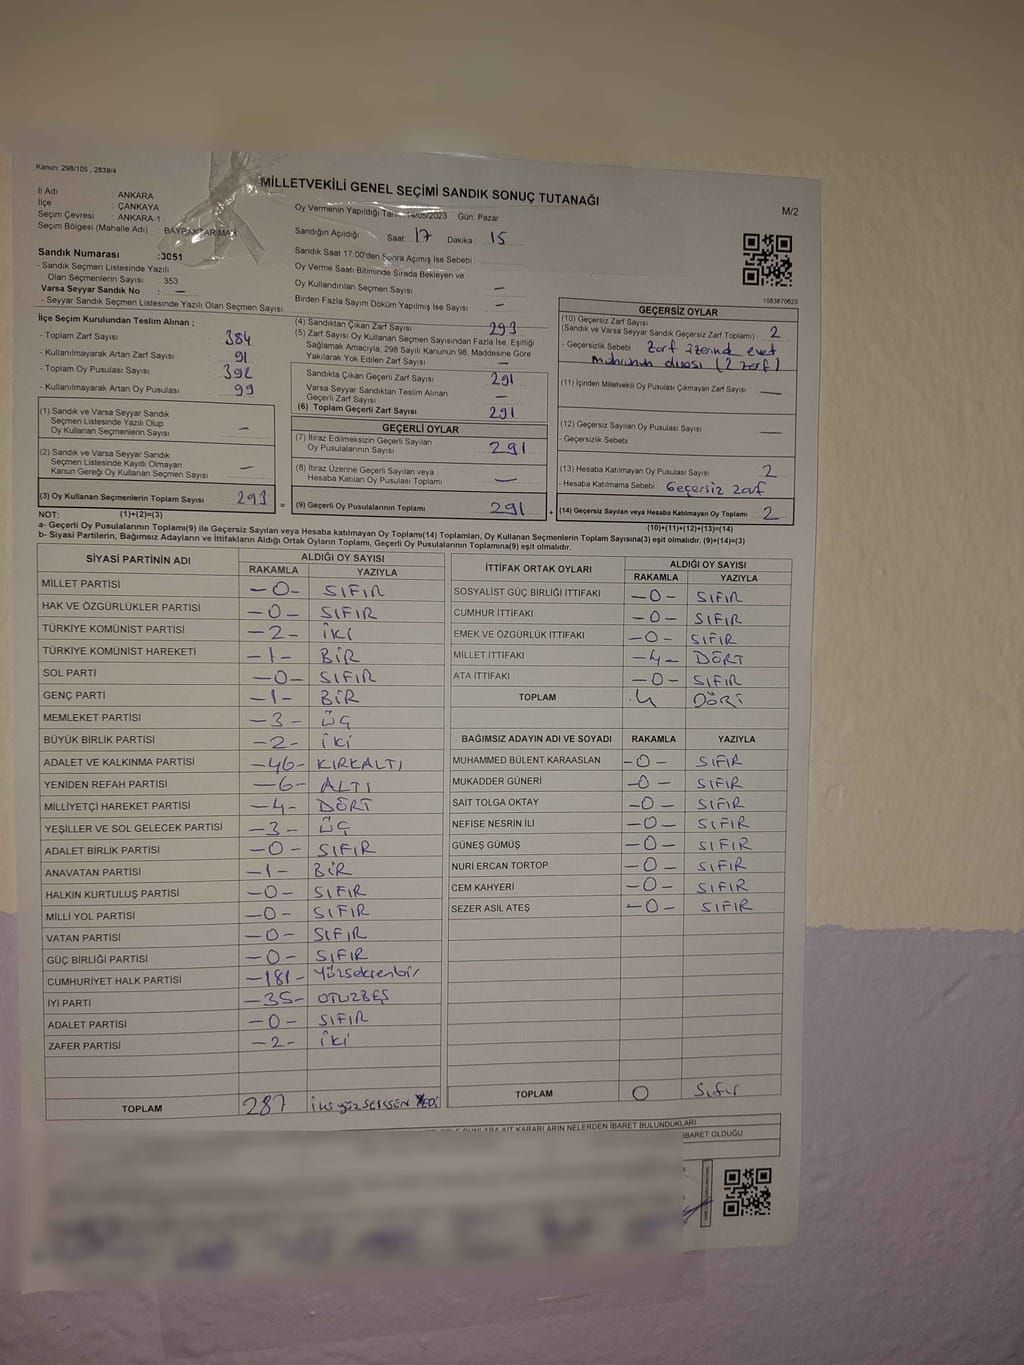 Kanun: 298/105 , 2839/4
MİLLETVEKİLİ GENEL SEÇİMİ SANDIK SONUÇ TUTANAĞI
M/2
İl Adı : ANKARA
İlçe : ÇANKAYA
Seçim Çevresi : ANKARA-1
Seçim Bölgesi (Mahalle Adı) :
Sandık Numarası :3051
- Sandık Seçmen Listesinde Yazılı
Olan Seçmenlerin Sayısı : 353
Varsa Seyyar Sandık No : —
- Seyyar Sandık Seçmen Listesinde Yazılı Olan Seçmen Sayısı:
Oy Vermenin Yapıldığı Tarih: 14/05/2023 Gün: Pazar
Sandığın Açıldığı Saat: 17 Dakika: 15
Sandık Saat 17:00'den Sonra Açılmış İse Sebebi:
Oy Verme Saati Bitiminde Sırada Bekleyen ve
Oy Kullandırılan Seçmen Sayısı —
Birden Fazla Sayım Döküm Yapılmış İse Sayısı —
1083670625
İlçe Seçim Kurulundan Teslim Alınan ;
- Toplam Zarf Sayısı 384
- Kullanılmayarak Artan Zarf Sayısı 91
- Toplam Oy Pusulası Sayısı 392
- Kullanılmayarak Artan Oy Pusulası 99
(1) Sandık ve Varsa Seyyar Sandık
Seçmen Listesinde Yazılı Olup
Oy Kullanan Seçmenlerin Sayısı —
(2) Sandık ve Varsa Seyyar Sandık
Seçmen Listesinde Kayıtlı Olmayan
Kanun Gereği Oy Kullanan Seçmen Sayısı —
(3) Oy Kullanan Seçmenlerin Toplam Sayısı 293 =
(4) Sandıktan Çıkan Zarf Sayısı 293
(5) Zarf Sayısı Oy Kullanan Seçmen Sayısından Fazla İse, Eşitliği
Sağlamak Amacıyla, 298 Sayılı Kanunun 98. Maddesine Göre
Yakılarak Yok Edilen Zarf Sayısı —
Sandıkta Çıkan Geçerli Zarf Sayısı 291
Varsa Seyyar Sandıktan Teslim Alınan
Geçerli Zarf Sayısı —
(6) Toplam Geçerli Zarf Sayısı 291
GEÇERLİ OYLAR
(7) İtiraz Edilmeksizin Geçerli Sayılan
Oy Pusulalarının Sayısı: 291
(8) İtiraz Üzerine Geçerli Sayılan veya
Hesaba Katılan Oy Pusulası Toplamı —
(9) Geçerli Oy Pusulalarının Toplamı 291 +
GEÇERSİZ OYLAR
(10) Geçersiz Zarf Sayısı
(Sandık ve Varsa Seyyar Sandık Geçersiz Zarf Toplamı) 2
- Geçersizlik Sebebi : Zarf üzerinde evet
mührünün olması (2 zarf)
(11) İçinden Milletvekili Oy Pusulası Çıkmayan Zarf Sayısı —
(12) Geçersiz Sayılan Oy Pusulası Sayısı —
- Geçersizlik Sebebi :
(13) Hesaba Katılmayan Oy Pusulası Sayısı 2
- Hesaba Katılmama Sebebi : Geçersiz zarf
(14) Geçersiz Sayılan veya Hesaba Katılmayan Oy Toplamı 2
NOT: (1)+(2)=(3) (10)+(11)+(12)+(13)=(14)
a- Geçerli Oy Pusulalarının Toplamı(9) ile Geçersiz Sayılan veya Hesaba Katılmayan Oy Toplamı(14) Toplamları, Oy Kullanan Seçmenlerin Toplam Sayısına(3) eşit olmalıdır. (9)+(14)=(3)
b- Siyasi Partilerin, Bağımsız Adayların ve İttifakların Aldığı Ortak Oyların Toplamı, Geçerli Oy Pusulalarının Toplamına(9) eşit olmalıdır.
SİYASİ PARTİNİN ADI ALDIĞI OY SAYISI
RAKAMLA YAZIYLA
MİLLET PARTİSİ —0— SIFIR
HAK VE ÖZGÜRLÜKLER PARTİSİ —0— SIFIR
TÜRKİYE KOMÜNİST PARTİSİ —2— İKİ
TÜRKİYE KOMÜNİST HAREKETİ —1— BİR
SOL PARTİ —0— SIFIR
GENÇ PARTİ —1— BİR
MEMLEKET PARTİSİ —3— ÜÇ
BÜYÜK BİRLİK PARTİSİ —2— İKİ
ADALET VE KALKINMA PARTİSİ —46— KIRKALTI
YENİDEN REFAH PARTİSİ —6— ALTI
MİLLİYETÇİ HAREKET PARTİSİ —4— DÖRT
YEŞİLLER VE SOL GELECEK PARTİSİ —3— ÜÇ
ADALET BİRLİK PARTİSİ —0— SIFIR
ANAVATAN PARTİSİ —1— BİR
HALKIN KURTULUŞ PARTİSİ —0— SIFIR
MİLLİ YOL PARTİSİ —0— SIFIR
VATAN PARTİSİ —0— SIFIR
GÜÇ BİRLİĞİ PARTİSİ —0— SIFIR
CUMHURİYET HALK PARTİSİ —181— Yüzseksenbir
İYİ PARTİ —35— OTUZBEŞ
ADALET PARTİSİ —0— SIFIR
ZAFER PARTİSİ —2— İKİ
TOPLAM 287 İKİ YÜZ SEKSEN YEDİ
İTTİFAK ORTAK OYLARI ALDIĞI OY SAYISI
RAKAMLA YAZIYLA
SOSYALİST GÜÇ BİRLİĞİ İTTİFAKI —0— SIFIR
CUMHUR İTTİFAKI —0— SIFIR
EMEK VE ÖZGÜRLÜK İTTİFAKI —0— SIFIR
MİLLET İTTİFAKI —4— DÖRT
ATA İTTİFAKI —0— SIFIR
TOPLAM 4 DÖRT
BAĞIMSIZ ADAYIN ADI VE SOYADI RAKAMLA YAZIYLA
MUHAMMED BÜLENT KARAASLAN —0— SIFIR
MUKADDER GÜNERİ —0— SIFIR
SAİT TOLGA OKTAY —0— SIFIR
NEFİSE NESRİN İLİ —0— SIFIR
GÜNEŞ GÜMÜŞ —0— SIFIR
NURİ ERCAN TORTOP —0— SIFIR
CEM KAHYERİ —0— SIFIR
SEZER ASİL ATEŞ —0— SIFIR
TOPLAM 0 Sıfır
KARARLARIN NELERDEN İBARET BULUNDUKLARI
İBARET OLDUĞU